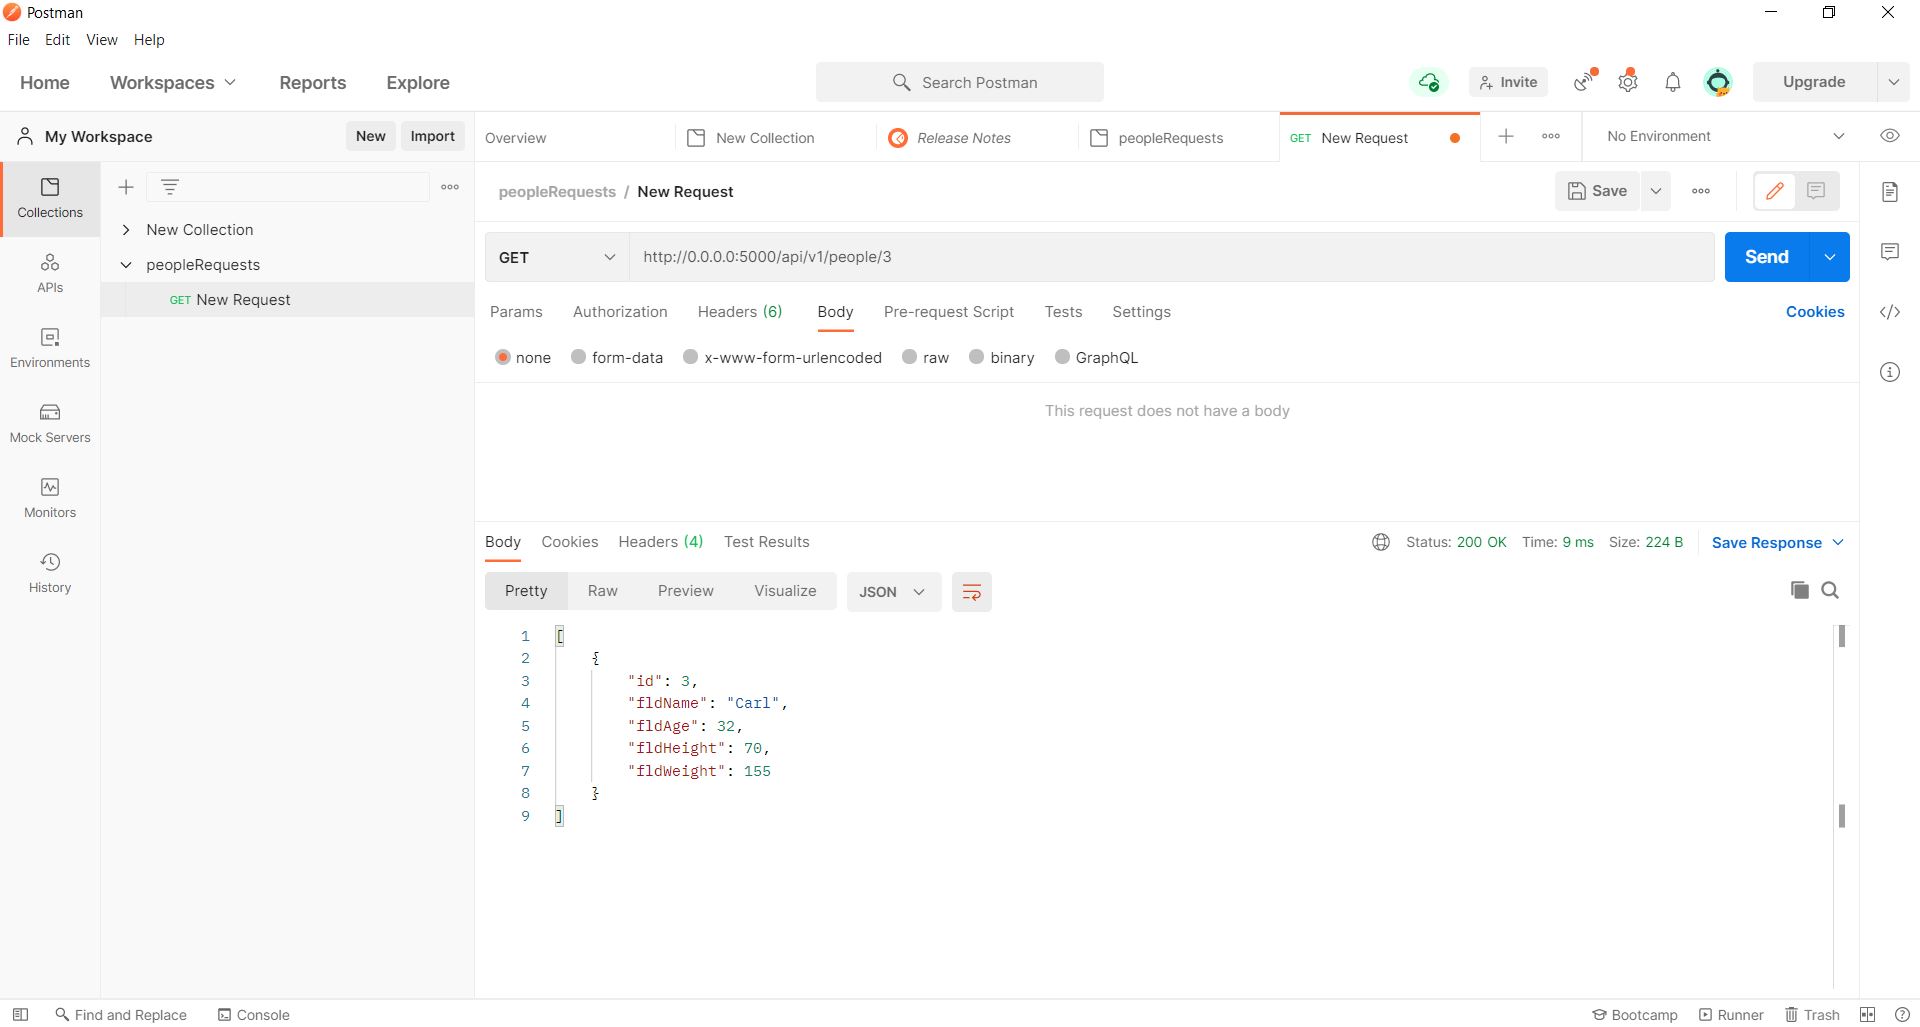 Postman
File Edit View Help
Home Workspaces Reports Explore Search Postman Invite Upgrade
My Workspace New Import Overview New Collection Release Notes peopleRequests GET New Request No Environment
Collections
APIs
Environments
Mock Servers
Monitors
History
New Collection
peopleRequests
GET New Request
peopleRequests / New Request Save
GET http://0.0.0.0:5000/api/v1/people/3 Send
Params Authorization Headers (6) Body Pre-request Script Tests Settings Cookies
none form-data x-www-form-urlencoded raw binary GraphQL
This request does not have a body
Body Cookies Headers (4) Test Results Status: 200 OK Time: 9 ms Size: 224 B Save Response
Pretty Raw Preview Visualize JSON
1 [
2 {
3 "id": 3,
4 "fldName": "Carl",
5 "fldAge": 32,
6 "fldHeight": 70,
7 "fldWeight": 155
8 }
9 ]
Find and Replace Console Bootcamp Runner Trash